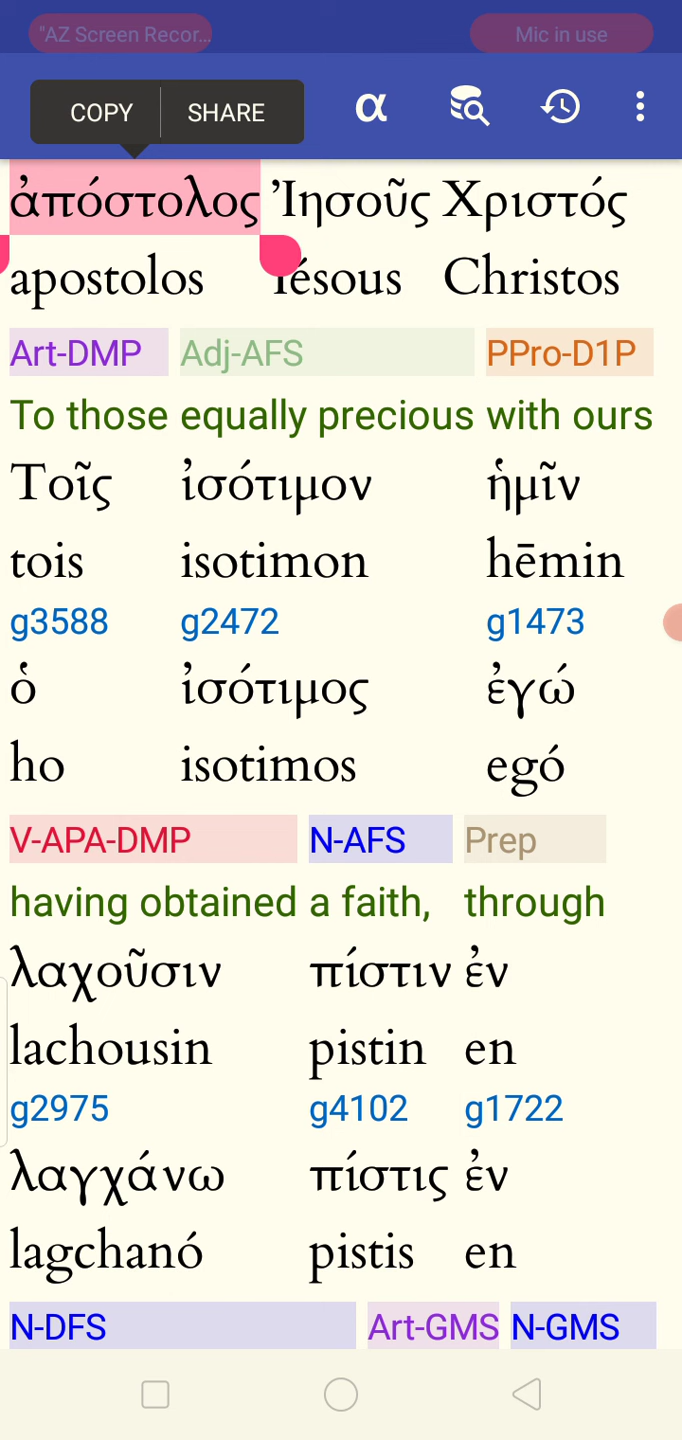 "AZ Screen Recor... Mic in use
COPY SHARE α
ἀπόστολος Ἰησοῦς Χριστός
apostolos Iésous Christos
Art-DMP Adj-AFS PPro-D1P
To those equally precious with ours
Τοῖς ἰσότιμον ἡμῖν
tois isotimon hēmin
g3588 g2472 g1473
ὁ ἰσότιμος ἐγώ
ho isotimos egó
V-APA-DMP N-AFS Prep
having obtained a faith, through
λαχοῦσιν πίστιν ἐν
lachousin pistin en
g2975 g4102 g1722
λαγχάνω πίστις ἐν
lagchanó pistis en
N-DFS Art-GMS N-GMS